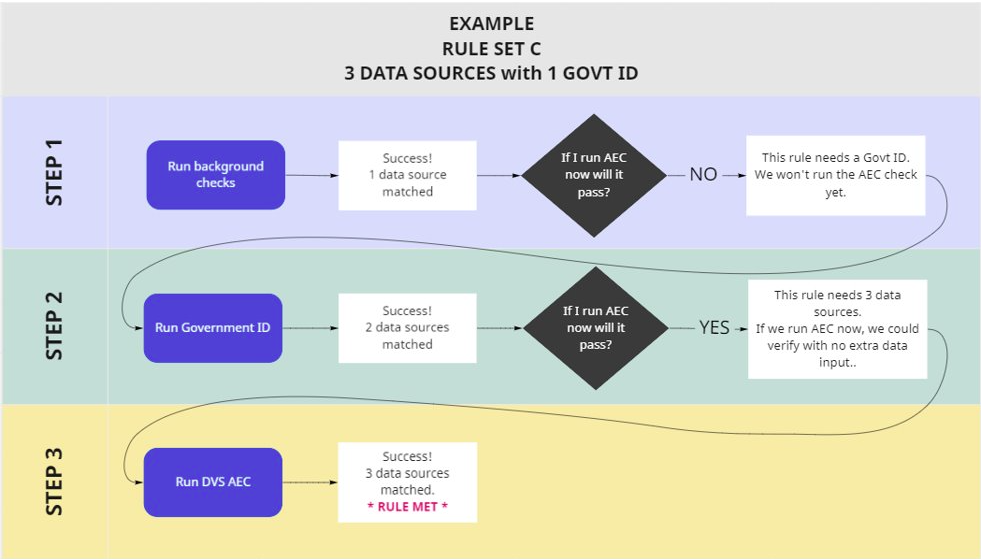 EXAMPLE
RULE SET C
3 DATA SOURCES with 1 GOVT ID
STEP 1
Run background
checks
Success!
1 data source
matched
If I run AEC
now will it
pass?
NO
This rule needs a Govt ID.
We won't run the AEC check
yet.
STEP 2
Run Government ID
Success!
2 data sources
matched
If I run AEC
now will it
pass?
YES
This rule needs 3 data
sources.
If we run AEC now, we could
verify with no extra data
input..
STEP 3
Run DVS AEC
Success!
3 data sources
matched.
* RULE MET *